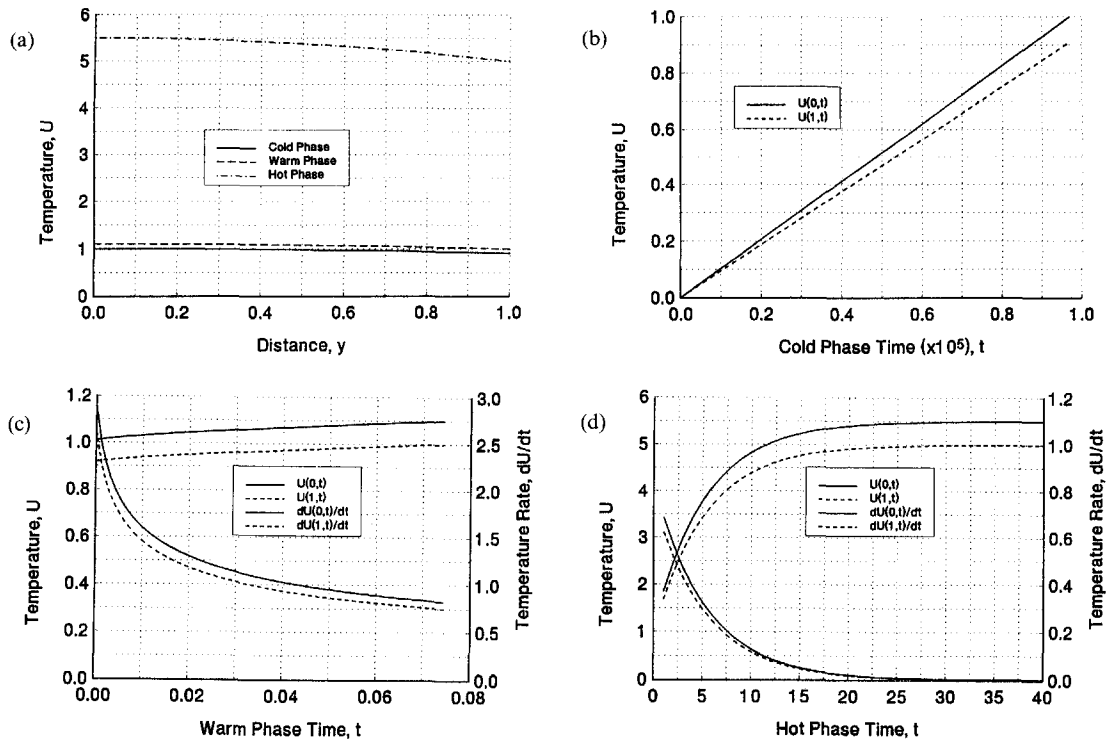 (a)
Temperature, U
6
5
4
3
2
1
0
Cold Phase
Warm Phase
Hot Phase
0.0 0.2 0.4 0.6 0.8 1.0
Distance, y
(b)
Temperature, U
1.0
0.8
0.6
0.4
0.2
0.0
U(0,t)
U(1,t)
0.0 0.2 0.4 0.6 0.8 1.0
Cold Phase Time (x10⁵), t
(c)
Temperature, U
1.2
1.0
0.8
0.6
0.4
0.2
0.0
U(0,t)
U(1,t)
dU(0,t)/dt
dU(1,t)/dt
3.0
2.5
2.0
1.5
1.0
0.5
0.0
Temperature Rate, dU/dt
0.00 0.02 0.04 0.06 0.08
Warm Phase Time, t
(d)
Temperature, U
6
5
4
3
2
1
0
U(0,t)
U(1,t)
dU(0,t)/dt
dU(1,t)/dt
1.2
1.0
0.8
0.6
0.4
0.2
0.0
Temperature Rate, dU/dt
0 5 10 15 20 25 30 35 40
Hot Phase Time, t